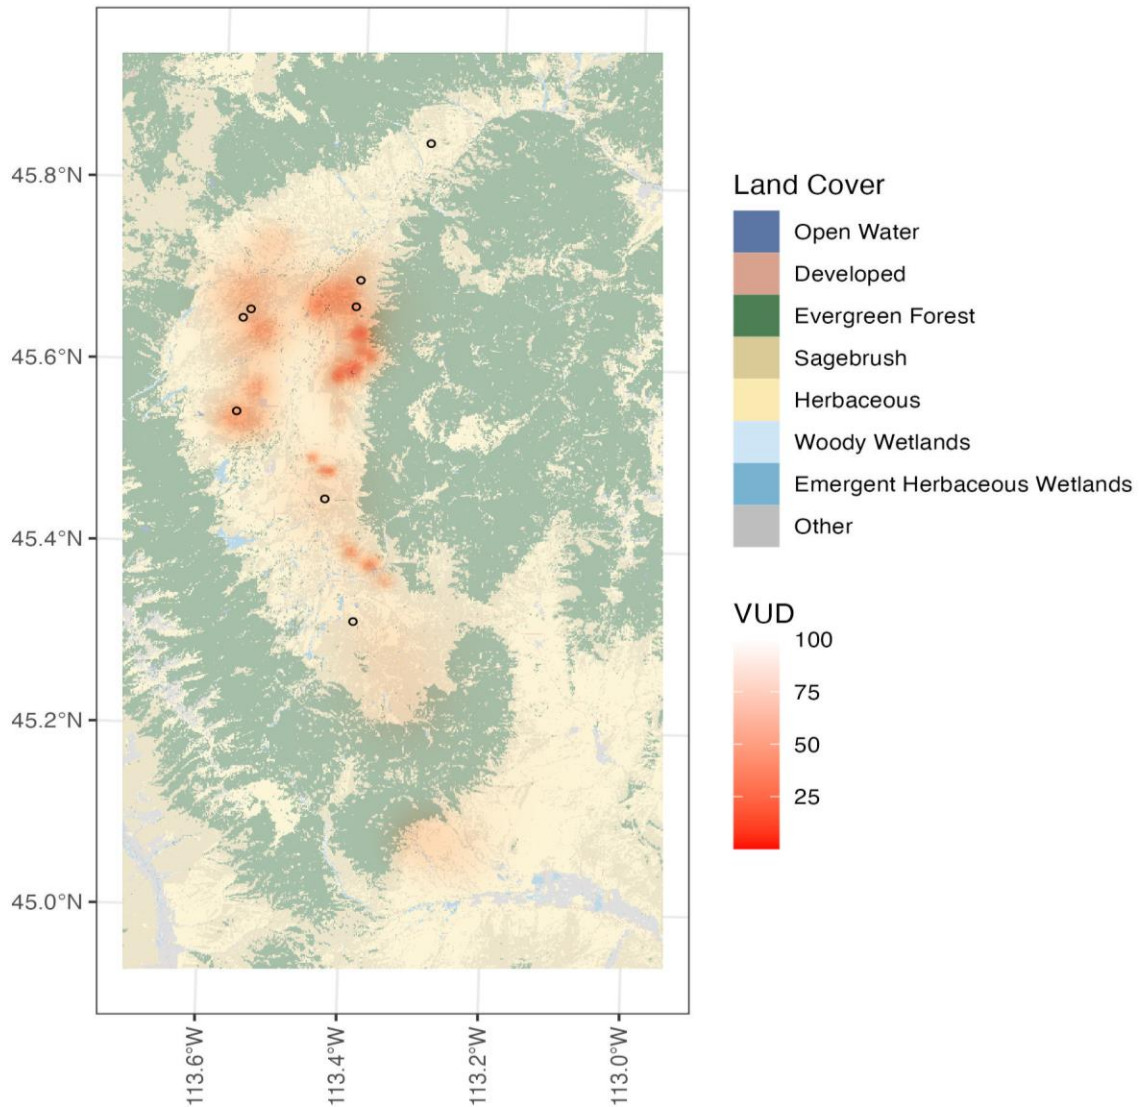 45.8°N
45.6°N
45.4°N
45.2°N
45.0°N
113.6°W
113.4°W
113.2°W
113.0°W
Land Cover
Open Water
Developed
Evergreen Forest
Sagebrush
Herbaceous
Woody Wetlands
Emergent Herbaceous Wetlands
Other
VUD
100
75
50
25